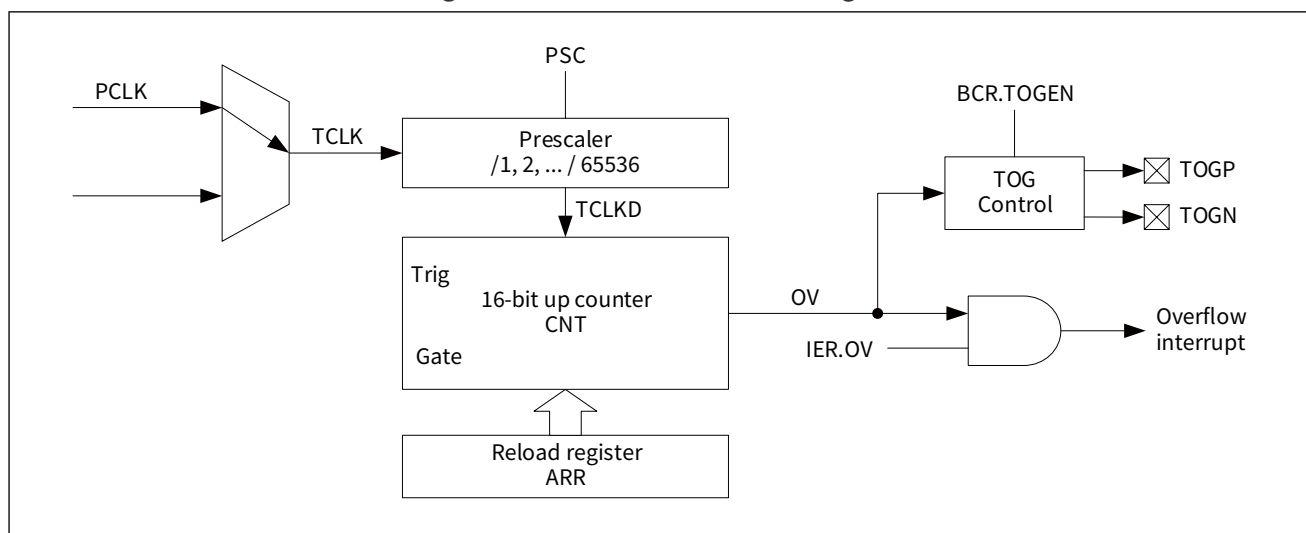 PSC
BCR.TOGEN
PCLK
TCLK
Prescaler
/1, 2, ... / 65536
TOG
Control
TOGP
TOGN
TCLKD
Trig
16-bit up counter
CNT
Gate
OV
IER.OV
Overflow
interrupt
Reload register
ARR